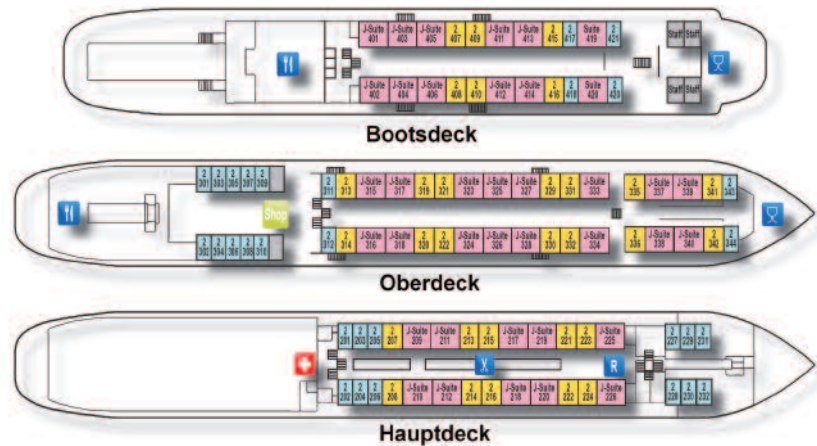 J-Suite J-Suite J-Suite 2 2 J-Suite J-Suite 2 2 Suite 2 Staff Staff
401 403 405 407 409 411 413 415 417 419 421
J-Suite J-Suite J-Suite 2 2 J-Suite J-Suite 2 2 Suite 2 Staff Staff
402 404 406 408 410 412 414 416 418 420
Bootsdeck
2 2 2 2 2 2 2 J-Suite J-Suite 2 2 J-Suite J-Suite J-Suite 2 2 J-Suite 2 J-Suite J-Suite 2 2
301 303 305 307 309 311 313 315 317 319 321 323 325 327 329 331 333 335 337 339 341 343
Shop
2 2 2 2 2 2 2 J-Suite J-Suite 2 2 J-Suite J-Suite J-Suite 2 2 J-Suite 2 J-Suite J-Suite 2 2
302 304 306 308 310 312 314 316 318 320 322 324 326 328 330 332 334 336 338 340 342 344
Oberdeck
2 2 2 2 J-Suite J-Suite 2 2 J-Suite J-Suite 2 2 J-Suite 2 2 2
201 203 205 207 209 211 213 215 217 219 221 223 225 227 229 231
R
2 2 2 2 J-Suite J-Suite 2 2 J-Suite J-Suite 2 2 J-Suite 2 2 2
202 204 206 208 210 212 214 216 218 220 222 224 226 228 230 232
Hauptdeck